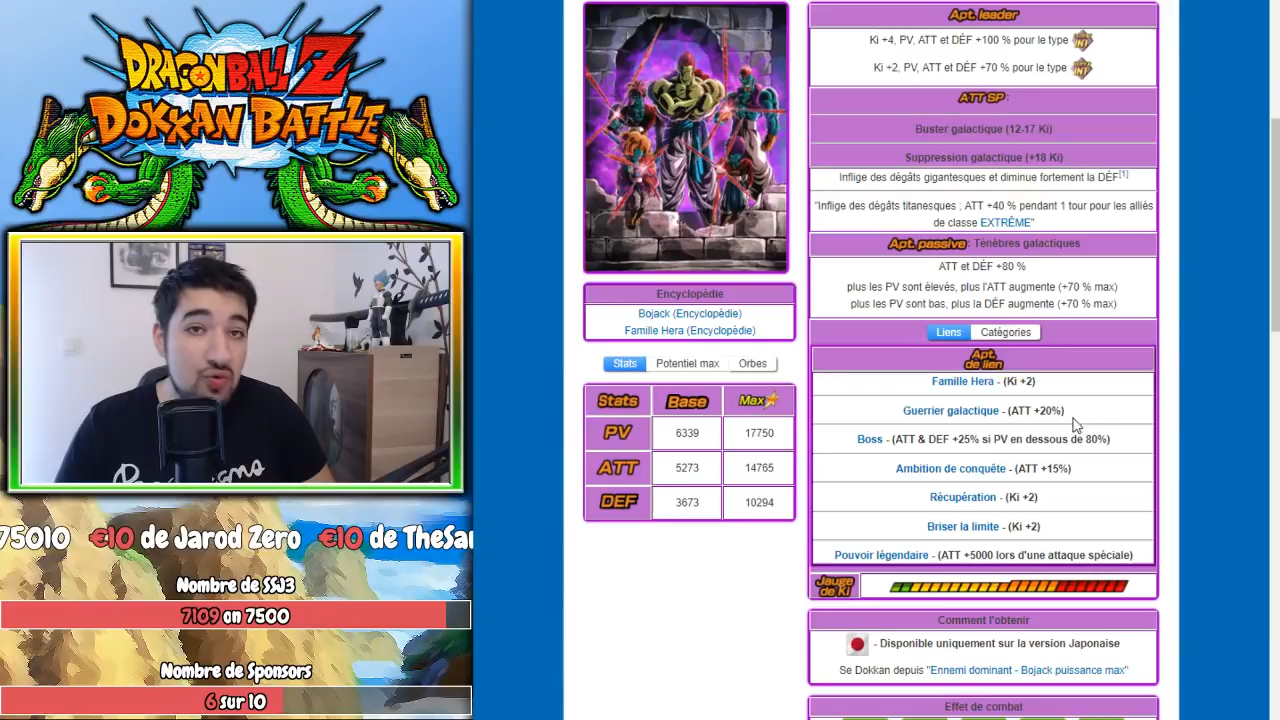 DRAGONBALL Z
DOKKAN BATTLE
75010 €10 de Jarod Zero €10 de TheSa
Nombre de SSJ3
7109 on 7500
Nombre de Sponsors
6 sur 10
Encyclopédie
Bojack (Encyclopédie)
Famille Hera (Encyclopédie)
Stats Potentiel max Orbes
Stats Base Max
PV 6339 17750
ATT 5273 14765
DEF 3673 10294
Apt. leader
Ki +4, PV, ATT et DÉF +100 % pour le type INT
Ki +2, PV, ATT et DÉF +70 % pour le type INT
ATT SP:
Buster galactique (12-17 Ki)
Suppression galactique (+18 Ki)
Inflige des dégâts gigantesques et diminue fortement la DÉF[1]
"Inflige des dégâts titanesques ; ATT +40 % pendant 1 tour pour les alliés
de classe EXTRÊME"
Apt. passive: Ténèbres galactiques
ATT et DÉF +80 %
plus les PV sont élevés, plus l'ATT augmente (+70 % max)
plus les PV sont bas, plus la DÉF augmente (+70 % max)
Liens Catégories
Apt.
de lien
Famille Hera - (Ki +2)
Guerrier galactique - (ATT +20%)
Boss - (ATT & DEF +25% si PV en dessous de 80%)
Ambition de conquête - (ATT +15%)
Récupération - (Ki +2)
Briser la limite - (Ki +2)
Pouvoir légendaire - (ATT +5000 lors d'une attaque spéciale)
Jauge
de Ki
Comment l'obtenir
- Disponible uniquement sur la version Japonaise
Se Dokkan depuis "Ennemi dominant - Bojack puissance max"
Effet de combat